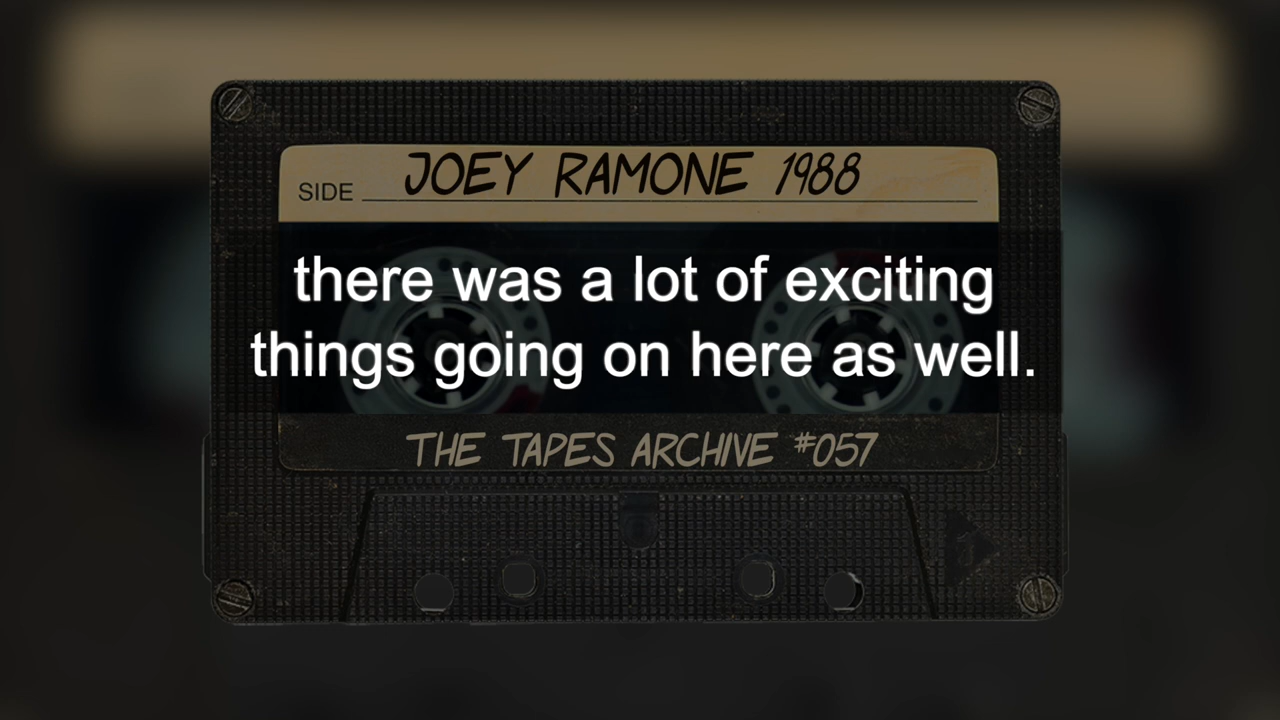 JOEY RAMONE 1988
SIDE
there was a lot of exciting
things going on here as well.
THE TAPES ARCHIVE #057